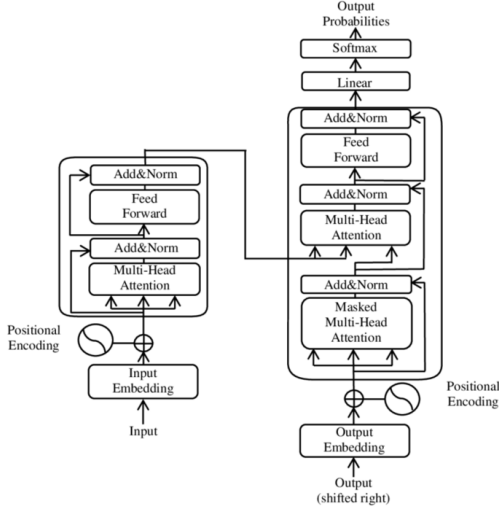 Output
Probabilities
Softmax
Linear
Add&Norm
Feed
Forward
Add&Norm
Multi-Head
Attention
Add&Norm
Masked
Multi-Head
Attention
Positional
Encoding
Output
Embedding
Output
(shifted right)
Add&Norm
Feed
Forward
Add&Norm
Multi-Head
Attention
Positional
Encoding
Input
Embedding
Input